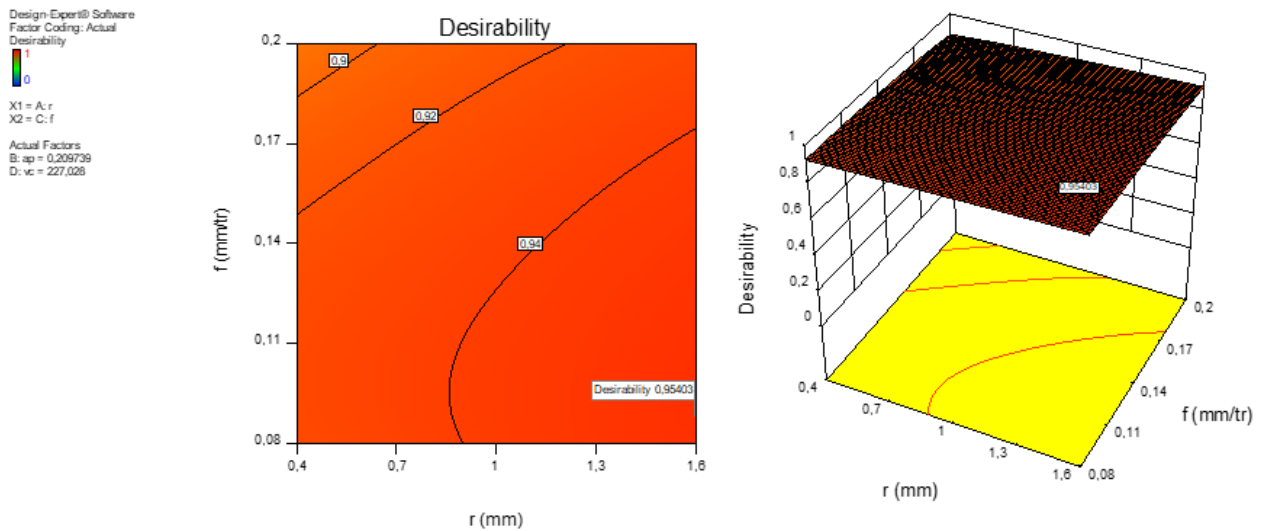 Design-Expert® Software
Factor Coding: Actual
Desirability
1
0
X1 = A: r
X2 = C: f
Actual Factors
B: ap = 0,209739
D: vc = 227,028
Desirability
0,2
0,17
0,14
0,11
0,08
f (mm/tr)
0,9
0,92
0,94
Desirability 0,95403
0,4
0,7
1
1,3
1,6
r (mm)
Desirability
1
0,8
0,6
0,4
0,2
0
0,95403
0,4
0,7
1
1,3
1,6
r (mm)
0,2
0,17
0,14
0,11
0,08
f (mm/tr)